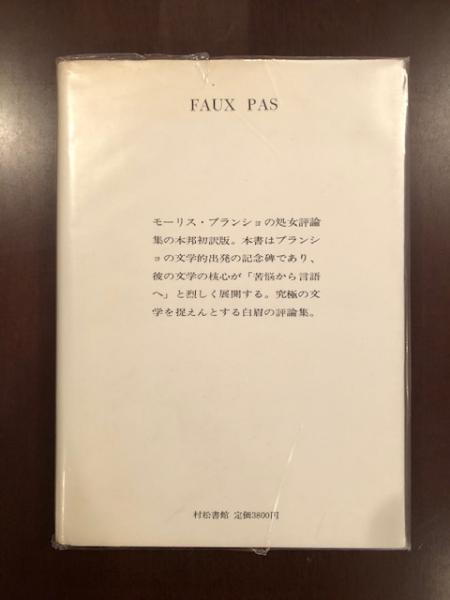 FAUX PAS
モーリス・ブランショの処女評論
集の本邦初訳版。本書はブランシ
ョの文学的出発の記念碑であり、
彼の文学の核心が「苦悩から言語
へ」と烈しく展開する。究極の文
学を捉えんとする白眉の評論集。
村松書館 定価3800円